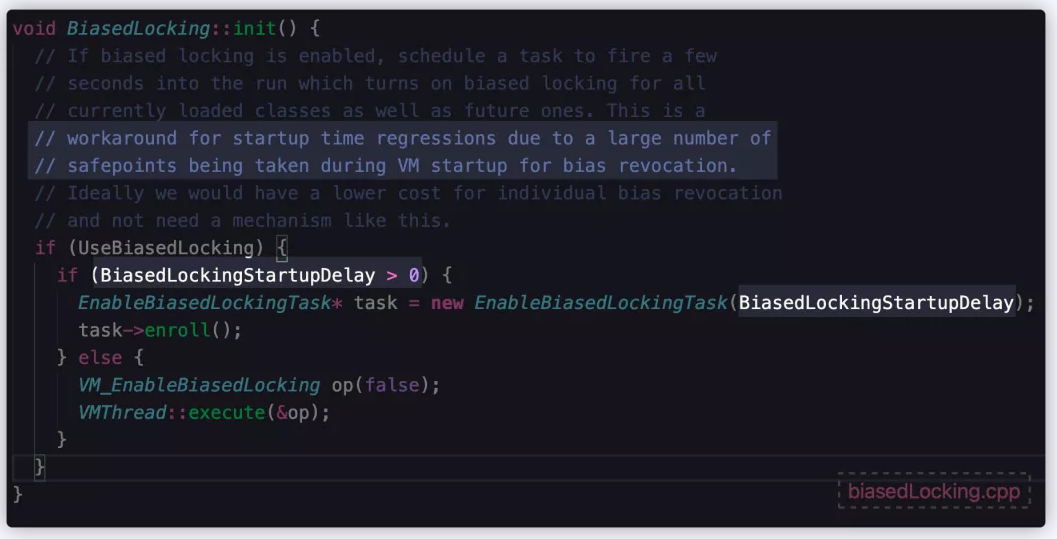 void BiasedLocking::init() {
  // If biased locking is enabled, schedule a task to fire a few
  // seconds into the run which turns on biased locking for all
  // currently loaded classes as well as future ones. This is a
  // workaround for startup time regressions due to a large number of
  // safepoints being taken during VM startup for bias revocation.
  // Ideally we would have a lower cost for individual bias revocation
  // and not need a mechanism like this.
  if (UseBiasedLocking) {
    if (BiasedLockingStartupDelay > 0) {
      EnableBiasedLockingTask* task = new EnableBiasedLockingTask(BiasedLockingStartupDelay);
      task->enroll();
    } else {
      VM_EnableBiasedLocking op(false);
      VMThread::execute(&op);
    }
  }
}
biasedLocking.cpp